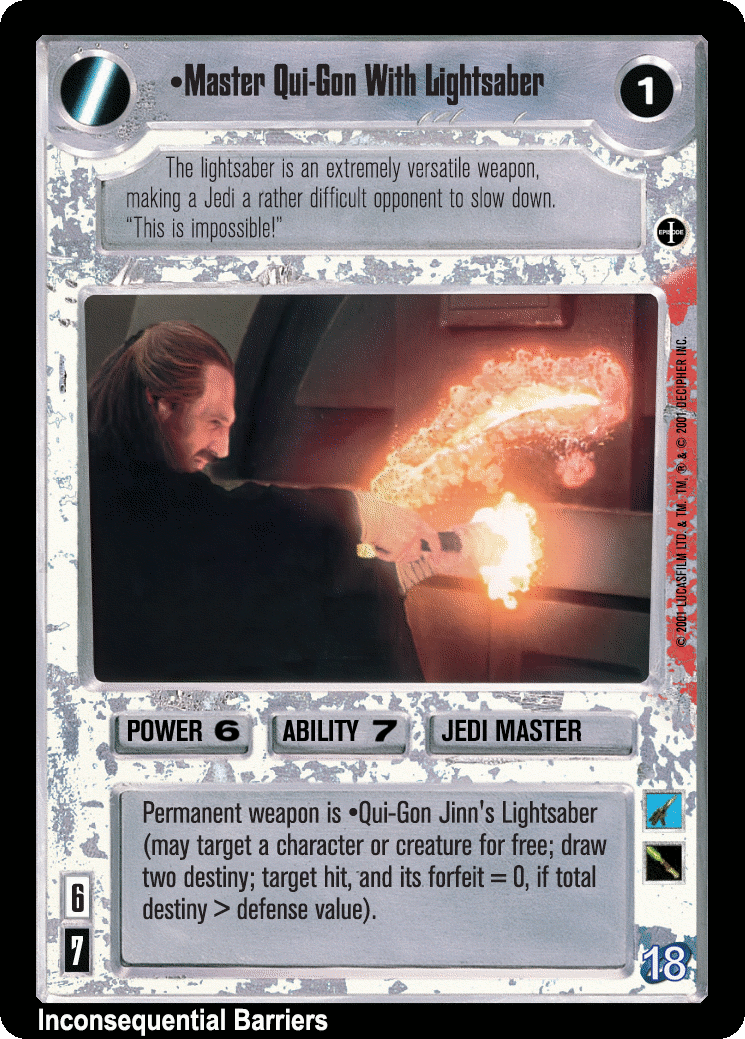 •Master Qui-Gon With Lightsaber
1
The lightsaber is an extremely versatile weapon,
making a Jedi a rather difficult opponent to slow down.
“This is impossible!”
EPISODE
I
© 2001 LUCASFILM LTD. & TM. TM, ® & © 2001 DECIPHER INC.
POWER 6
ABILITY 7
JEDI MASTER
Permanent weapon is •Qui-Gon Jinn's Lightsaber
(may target a character or creature for free; draw
two destiny; target hit, and its forfeit = 0, if total
destiny > defense value).
6
7
18
Inconsequential Barriers